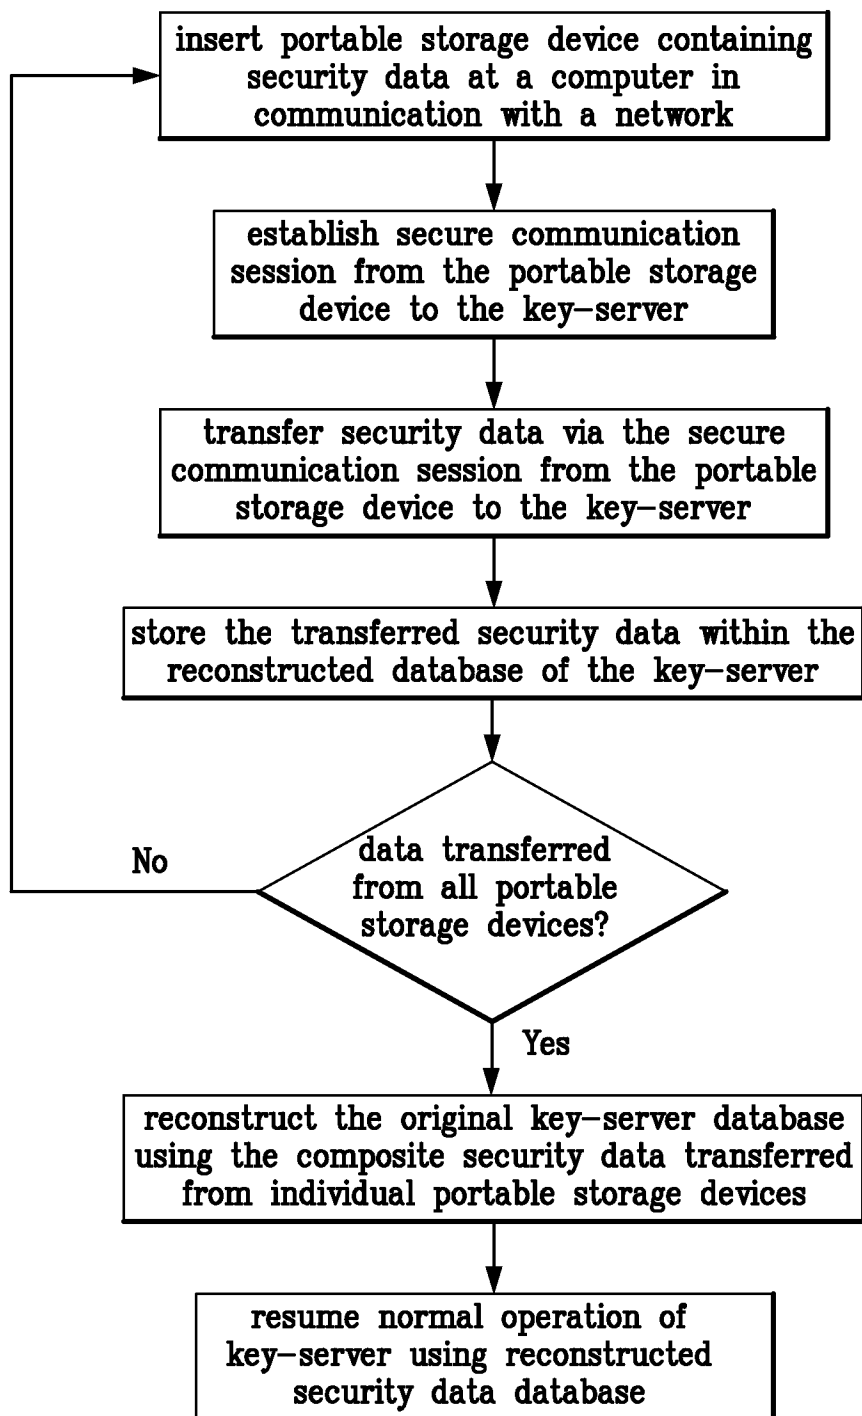 insert portable storage device containing
security data at a computer in
communication with a network
establish secure communication
session from the portable storage
device to the key-server
transfer security data via the secure
communication session from the portable
storage device to the key-server
store the transferred security data within the
reconstructed database of the key-server
No
data transferred
from all portable
storage devices?
Yes
reconstruct the original key-server database
using the composite security data transferred
from individual portable storage devices
resume normal operation of
key-server using reconstructed
security data database